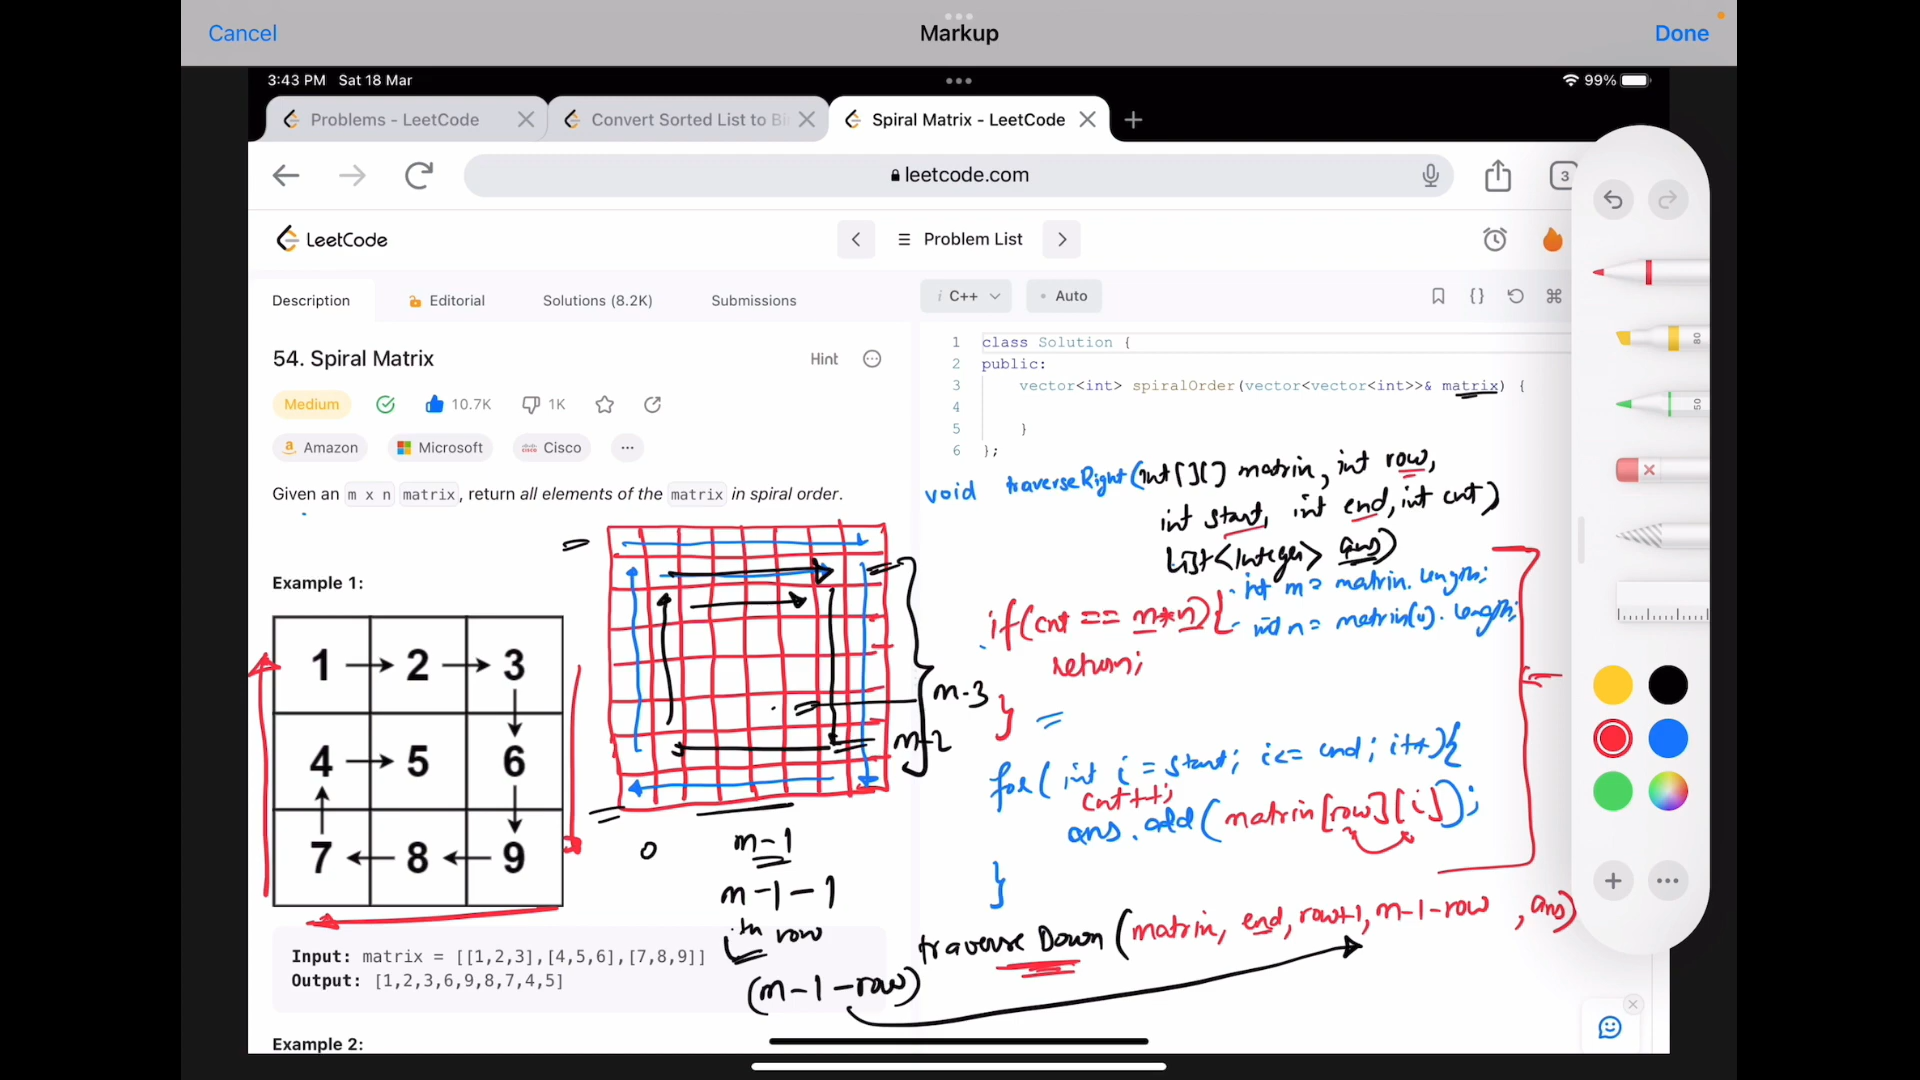 Cancel
Markup
Done
3:43 PM Sat 18 Mar
99%
Problems - LeetCode
Convert Sorted List to Bi
Spiral Matrix - LeetCode
leetcode.com
3
LeetCode
Problem List
Description
Editorial
Solutions (8.2K)
Submissions
i C++
Auto
54. Spiral Matrix
Hint
Medium
10.7K
1K
Amazon
Microsoft
Cisco
Given an m x n matrix, return all elements of the matrix in spiral order.
Example 1:
1 2 3
4 5 6
7 8 9
Input: matrix = [[1,2,3],[4,5,6],[7,8,9]]
Output: [1,2,3,6,9,8,7,4,5]
Example 2:
m-3
m-2
0
m-1
m-1-1
in row
(m-1-row)
1 class Solution {
2 public:
3 vector<int> spiralOrder(vector<vector<int>>& matrix) {
4
5 }
6 };
void traverseRight(int[][] matrix, int row,
int start, int end, int cnt)
List<Integer> ans)
int m = matrix.length;
int n = matrix[0].length;
if(cnt == m*n){
return;
}
for( int i = start; i<= end; i++){
cnt++;
ans.add(matrix[row][i]);
}
traverse Down (matrix, end, row+1, m-1-row, ans)
80
50